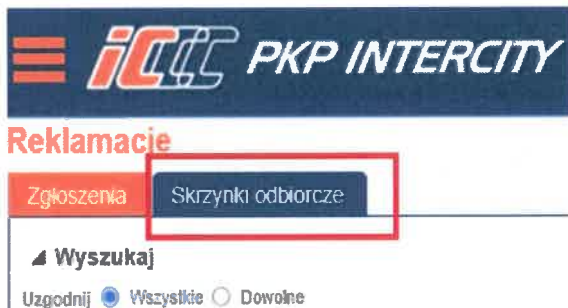 PKP INTERCITY
Reklamacje
Zgłoszenia Skrzynki odbiorcze
Wyszukaj
Uzgodnij Wszystkie Dowolne